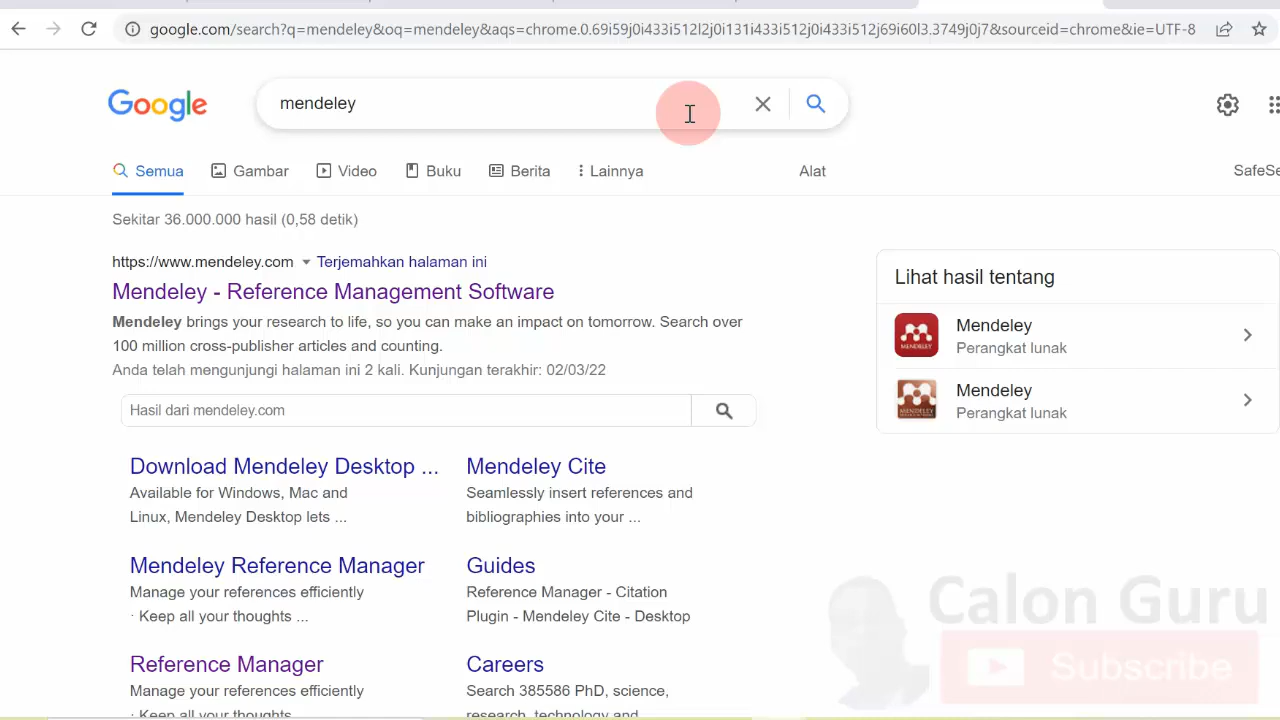 google.com/search?q=mendeley&oq=mendeley&aqs=chrome.0.69i59j0i433i512l2j0i131i433i512j0i433i512j69i60l3.3749j0j7&sourceid=chrome&ie=UTF-8
Google
mendeley
Semua Gambar Video Buku Berita Lainnya Alat SafeSe
Sekitar 36.000.000 hasil (0,58 detik)
https://www.mendeley.com Terjemahkan halaman ini
Mendeley - Reference Management Software
Mendeley brings your research to life, so you can make an impact on tomorrow. Search over
100 million cross-publisher articles and counting.
Anda telah mengunjungi halaman ini 2 kali. Kunjungan terakhir: 02/03/22
Hasil dari mendeley.com
Download Mendeley Desktop ...
Available for Windows, Mac and
Linux, Mendeley Desktop lets ...
Mendeley Cite
Seamlessly insert references and
bibliographies into your ...
Mendeley Reference Manager
Manage your references efficiently
· Keep all your thoughts ...
Guides
Reference Manager - Citation
Plugin - Mendeley Cite - Desktop
Reference Manager
Manage your references efficiently
· Keep all your thoughts
Careers
Search 385586 PhD, science,
research, technology and
Lihat hasil tentang
MENDELEY
Mendeley
Perangkat lunak
MENDELEY
Mendeley
Perangkat lunak
Calon Guru
Subscribe